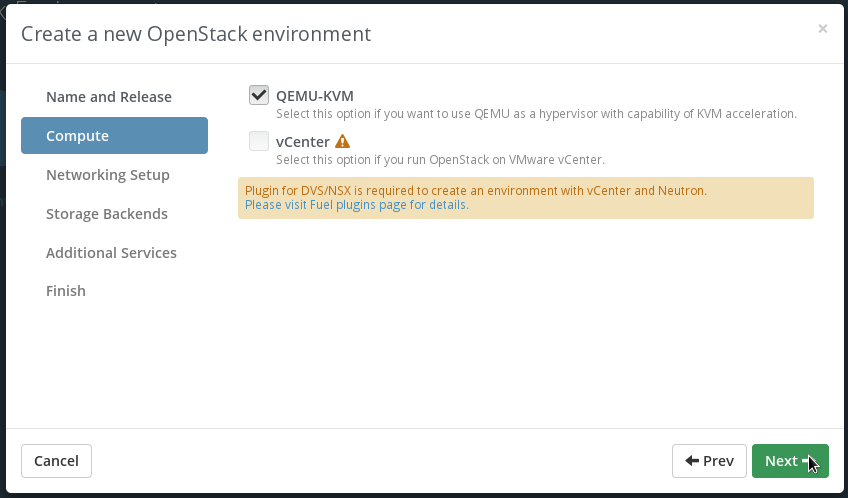 Create a new OpenStack environment
×
Name and Release
Compute
Networking Setup
Storage Backends
Additional Services
Finish
QEMU-KVM
Select this option if you want to use QEMU as a hypervisor with capability of KVM acceleration.
vCenter
Select this option if you run OpenStack on VMware vCenter.
Plugin for DVS/NSX is required to create an environment with vCenter and Neutron.
Please visit Fuel plugins page for details.
Cancel
Prev
Next